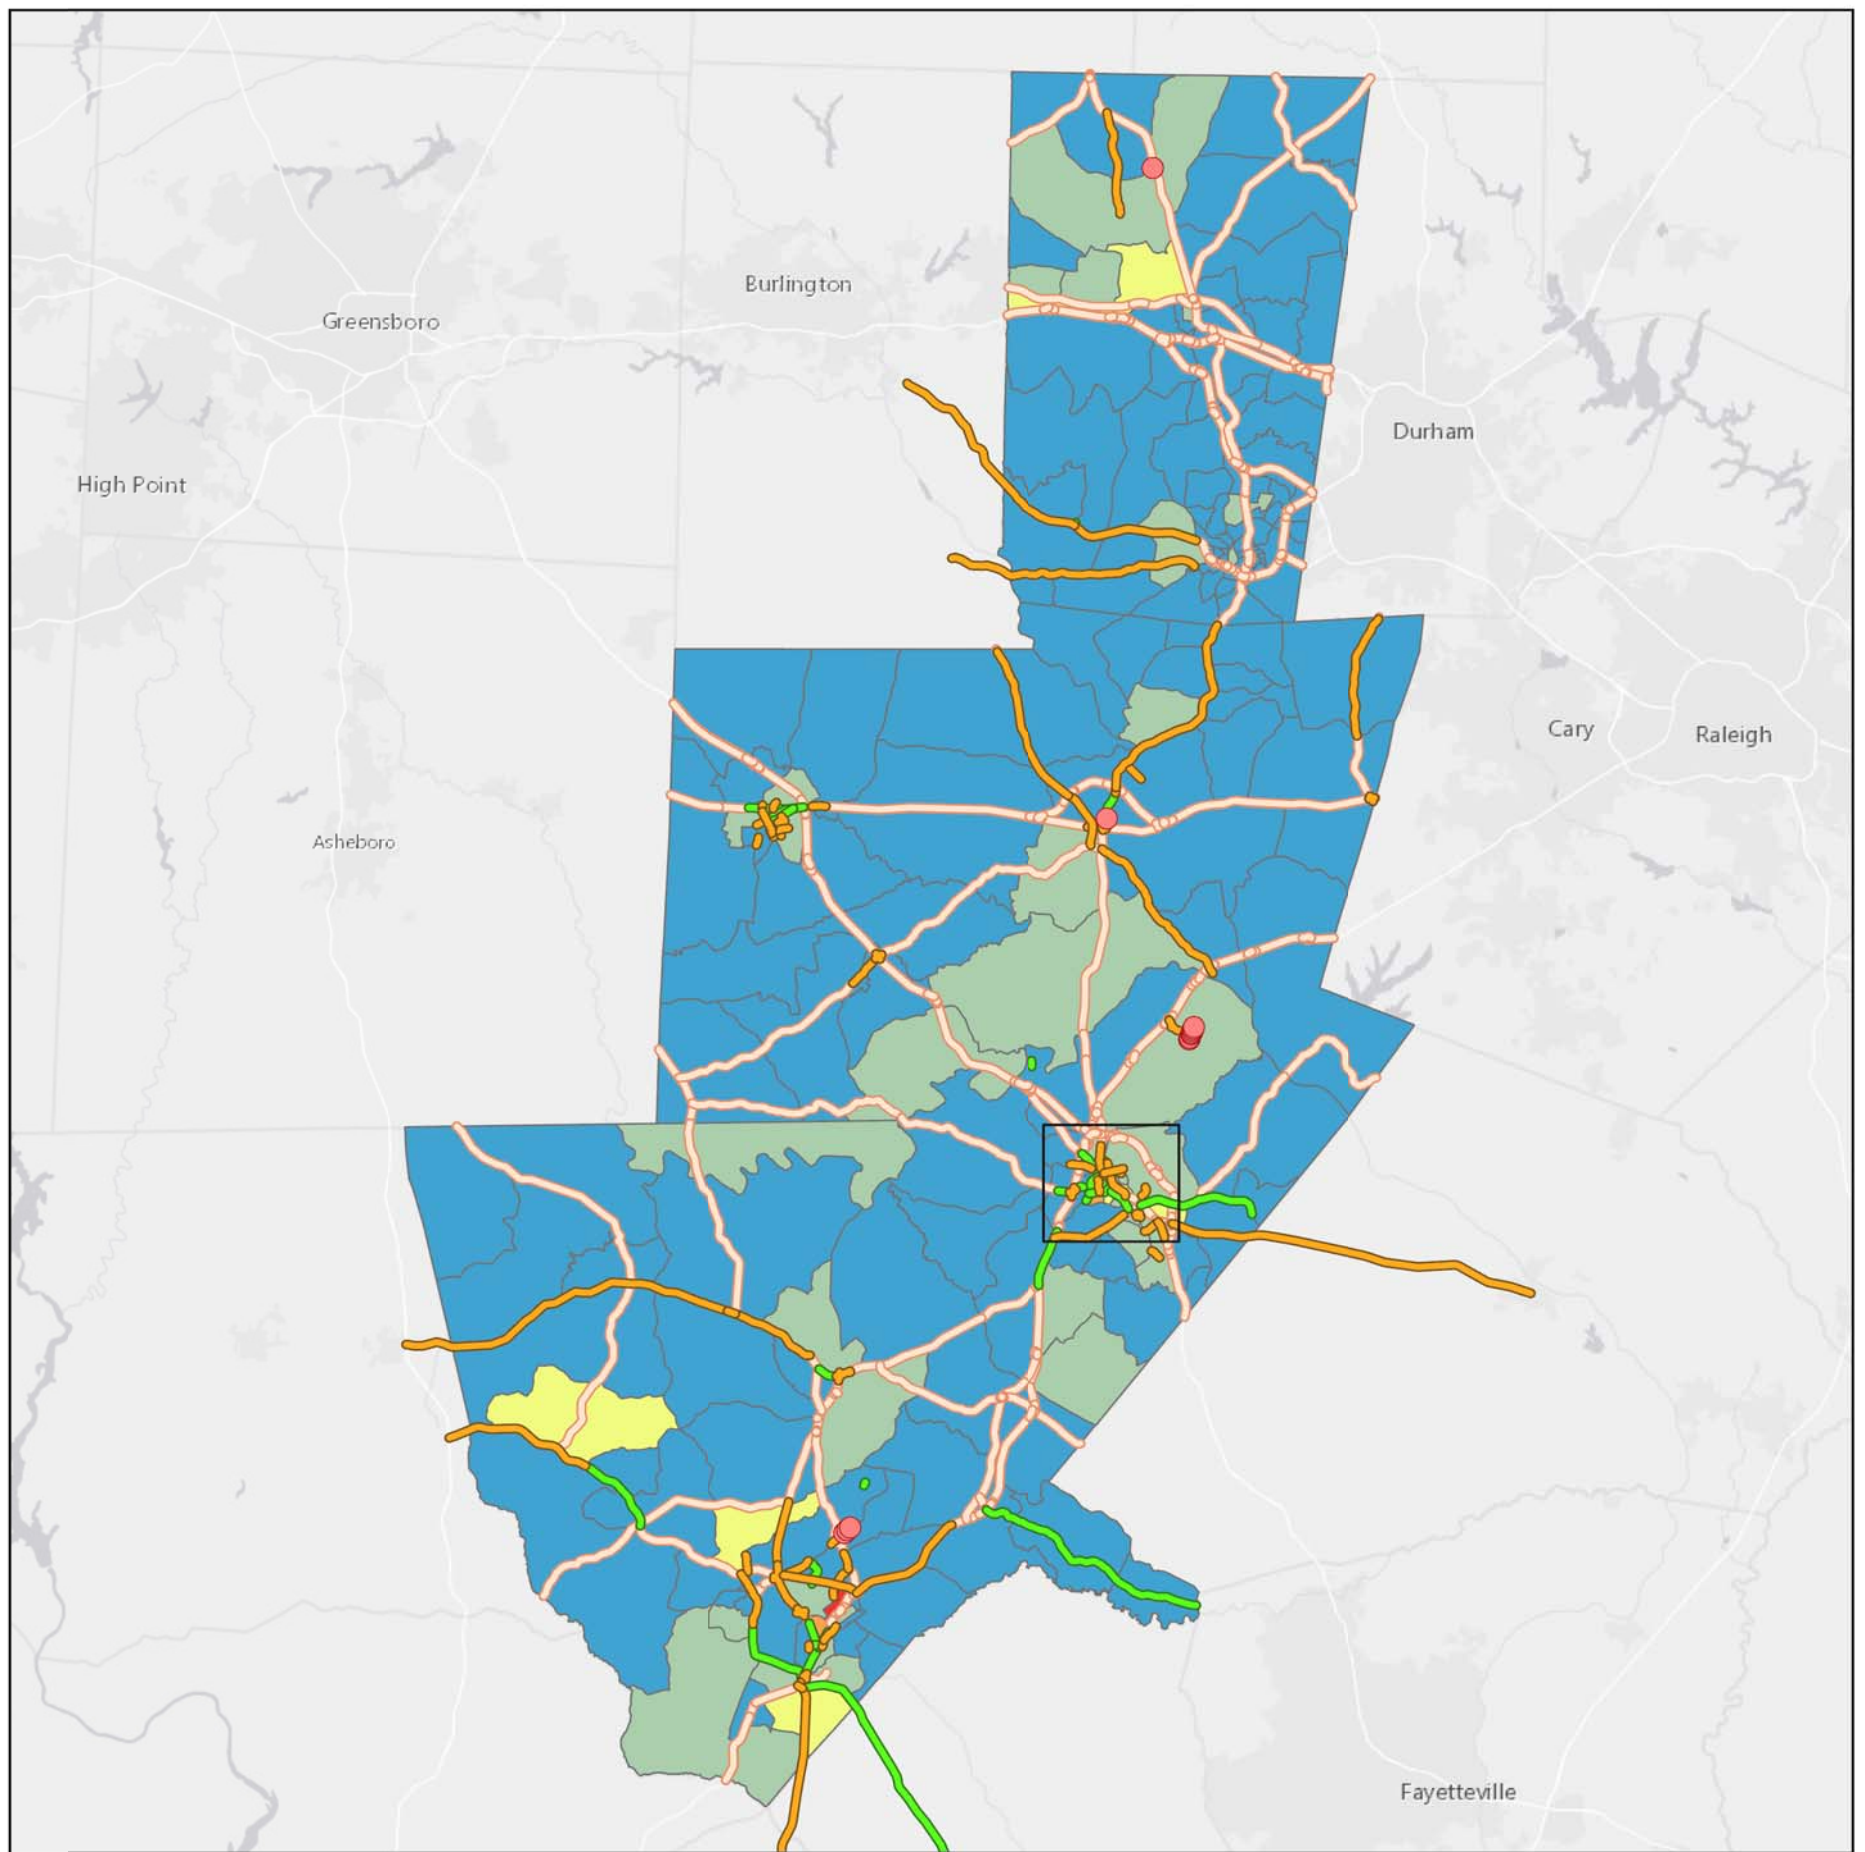 Burlington
Greensboro
Durham
High Point
Cary
Raleigh
Asheboro
Fayetteville